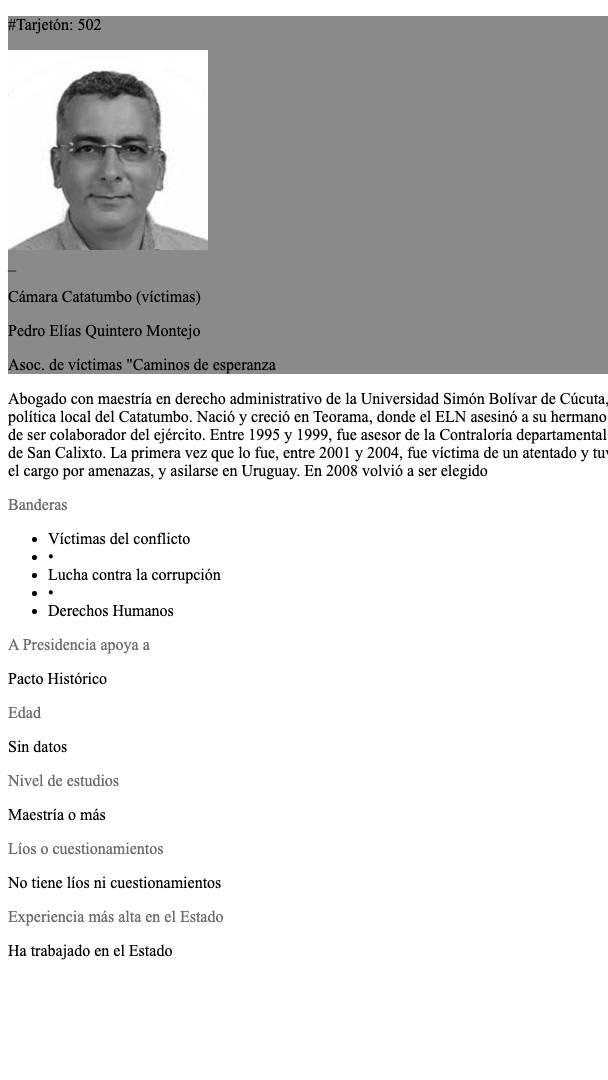 #Tarjetón: 502
_
Cámara Catatumbo (víctimas)
Pedro Elías Quintero Montejo
Asoc. de víctimas "Caminos de esperanza
Abogado con maestría en derecho administrativo de la Universidad Simón Bolívar de Cúcuta,
política local del Catatumbo. Nació y creció en Teorama, donde el ELN asesinó a su hermano
de ser colaborador del ejército. Entre 1995 y 1999, fue asesor de la Contraloría departamental
de San Calixto. La primera vez que lo fue, entre 2001 y 2004, fue víctima de un atentado y
el cargo por amenazas, y asilarse en Uruguay. En 2008 volvió a ser elegido
Banderas
• Víctimas del conflicto
• •
• Lucha contra la corrupción
• •
• Derechos Humanos
A Presidencia apoya a
Pacto Histórico
Edad
Sin datos
Nivel de estudios
Maestría o más
Líos o cuestionamientos
No tiene líos ni cuestionamientos
Experiencia más alta en el Estado
Ha trabajado en el Estado